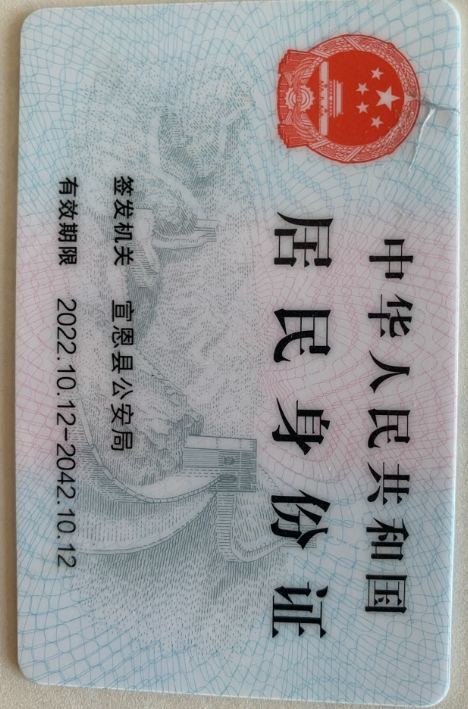 中华人民共和国
居民身份证
签发机关 宣恩县公安局
有效期限 2022.10.12-2042.10.12